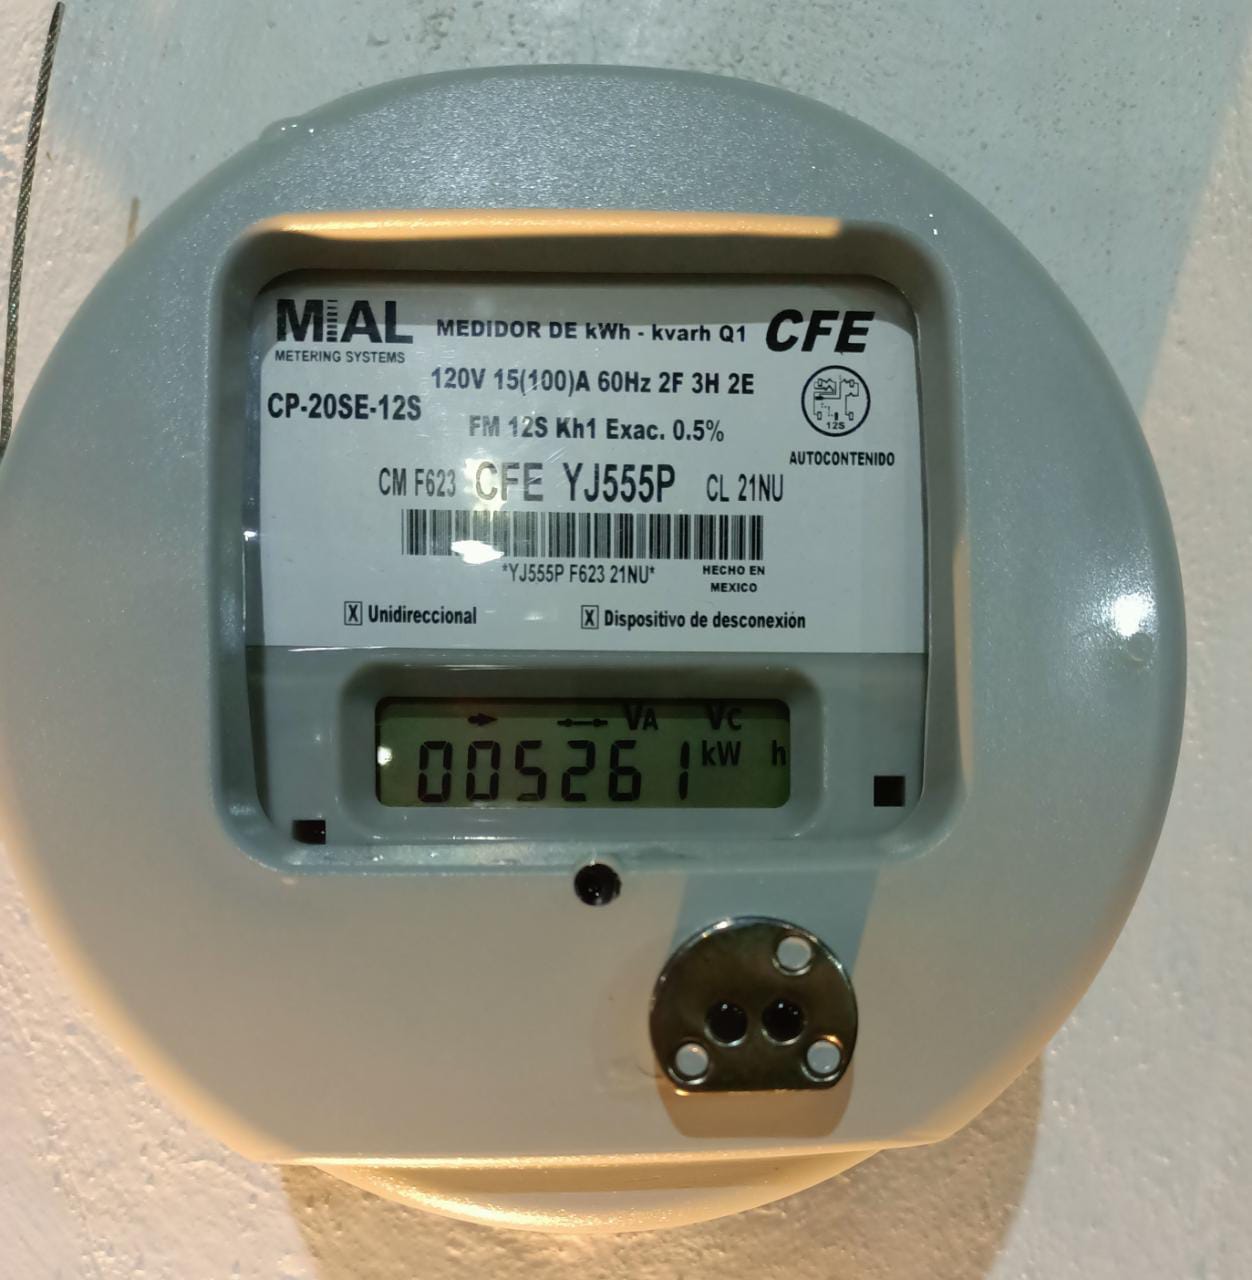 MIAL
METERING SYSTEMS
MEDIDOR DE kWh - kvarh Q1
CFE
120V 15(100)A 60Hz 2F 3H 2E
CP-20SE-12S
FM 12S Kh1 Exac. 0.5%
12S
AUTOCONTENIDO
CM F623 CFE YJ555P CL 21NU
*YJ555P F623 21NU*
HECHO EN
MEXICO
X Unidireccional
X Dispositivo de desconexión
VA VC
005261 kW h